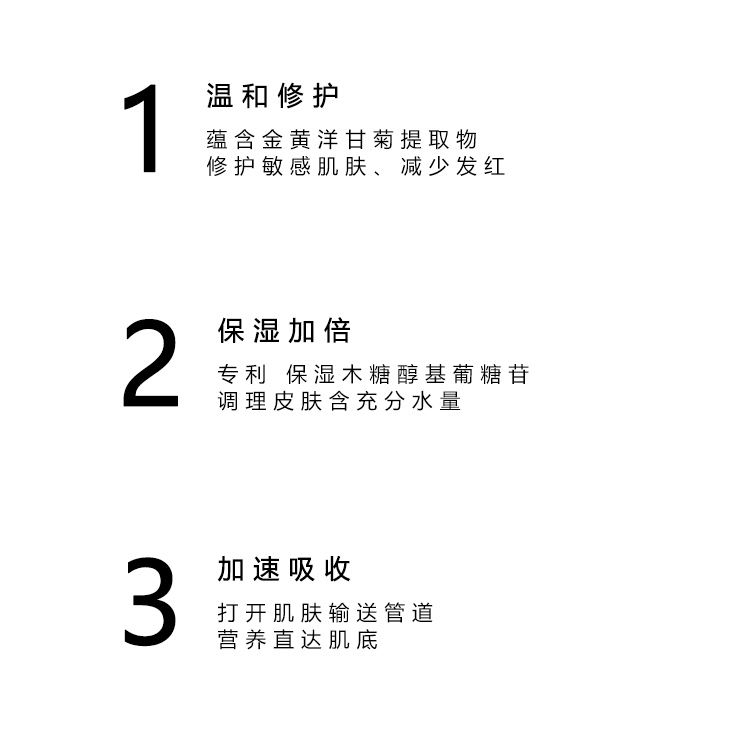 1
温和修护
蕴含金黄洋甘菊提取物
修护敏感肌肤、减少发红
2
保湿加倍
专利 保湿木糖醇基葡糖苷
调理皮肤含充分水量
3
加速吸收
打开肌肤输送管道
营养直达肌底